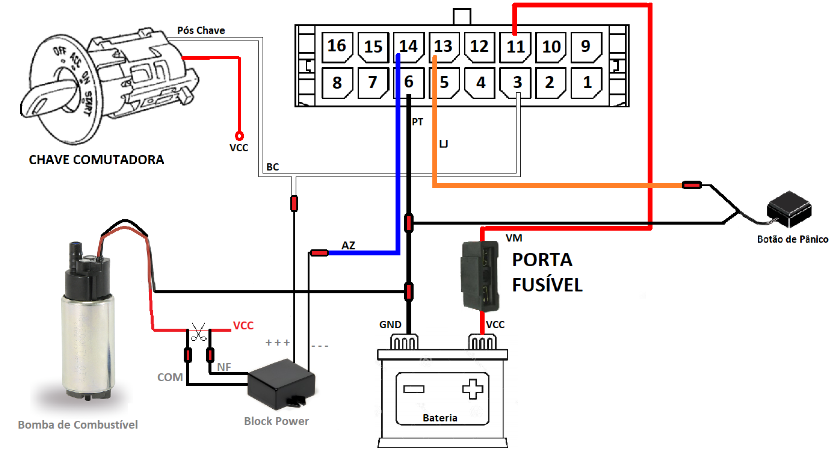 Pós Chave
OFF
ACC
ON
START
VCC
CHAVE COMUTADORA
16 15 14 13 12 11 10 9
8 7 6 5 4 3 2 1
PT
LJ
BC
AZ
VM
Botão de Pânico
PORTA
FUSÍVEL
GND
VCC
VCC
+++
---
COM
NF
Block Power
Bomba de Combustível
Bateria